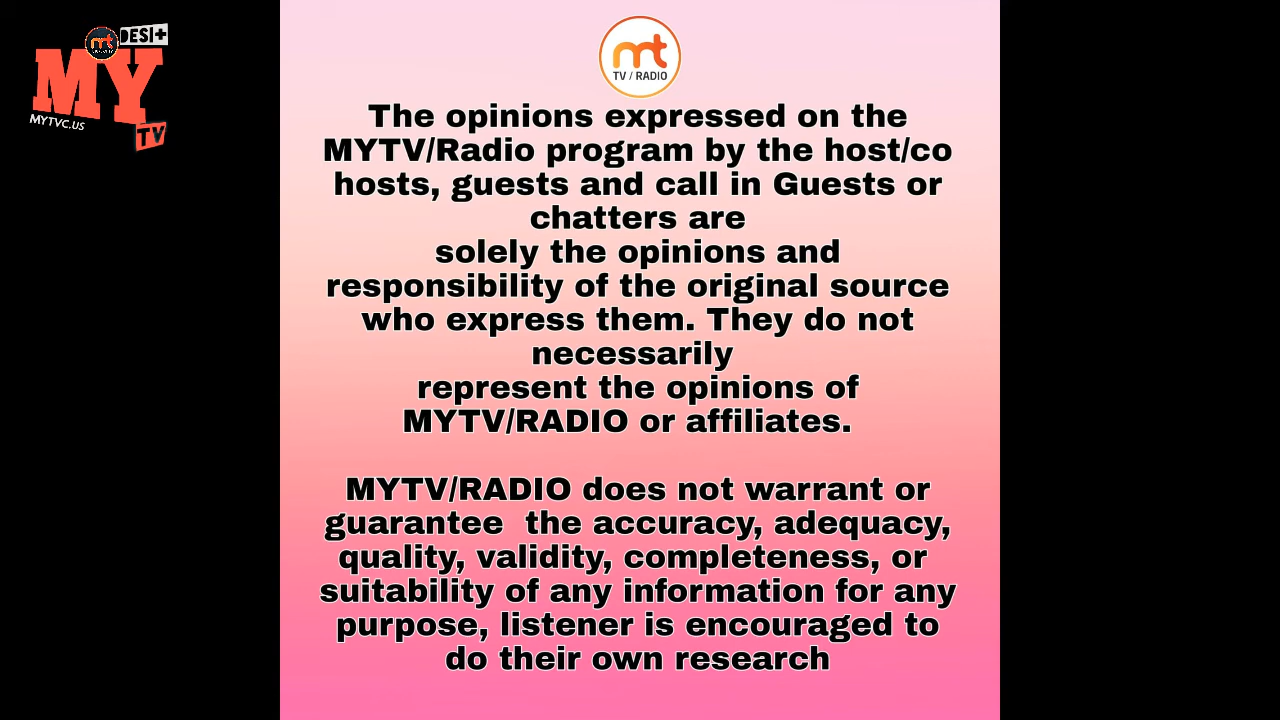 DESI+
mt
MY
MYTVC.US
TV
mt
TV / RADIO
The opinions expressed on the
MYTV/Radio program by the host/co
hosts, guests and call in Guests or
chatters are
solely the opinions and
responsibility of the original source
who express them. They do not
necessarily
represent the opinions of
MYTV/RADIO or affiliates.
MYTV/RADIO does not warrant or
guarantee  the accuracy, adequacy,
quality, validity, completeness, or
suitability of any information for any
purpose, listener is encouraged to
do their own research